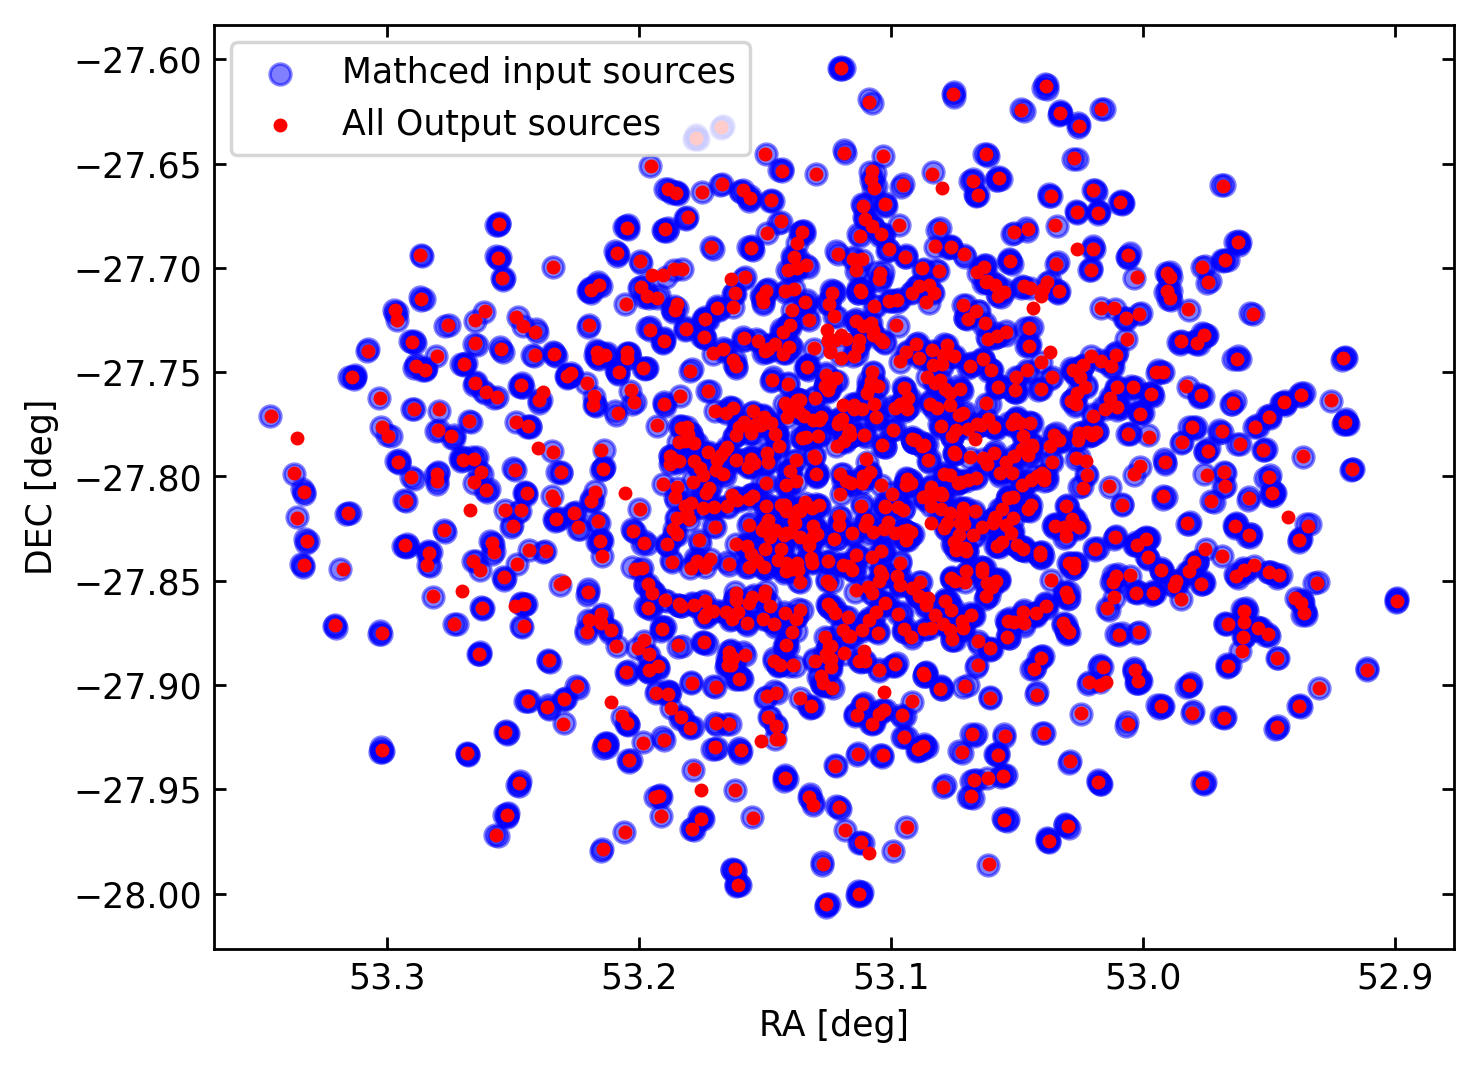 Mathced input sources
All Output sources
−27.60
−27.65
−27.70
−27.75
−27.80
−27.85
−27.90
−27.95
−28.00
DEC [deg]
53.3 53.2 53.1 53.0 52.9
RA [deg]